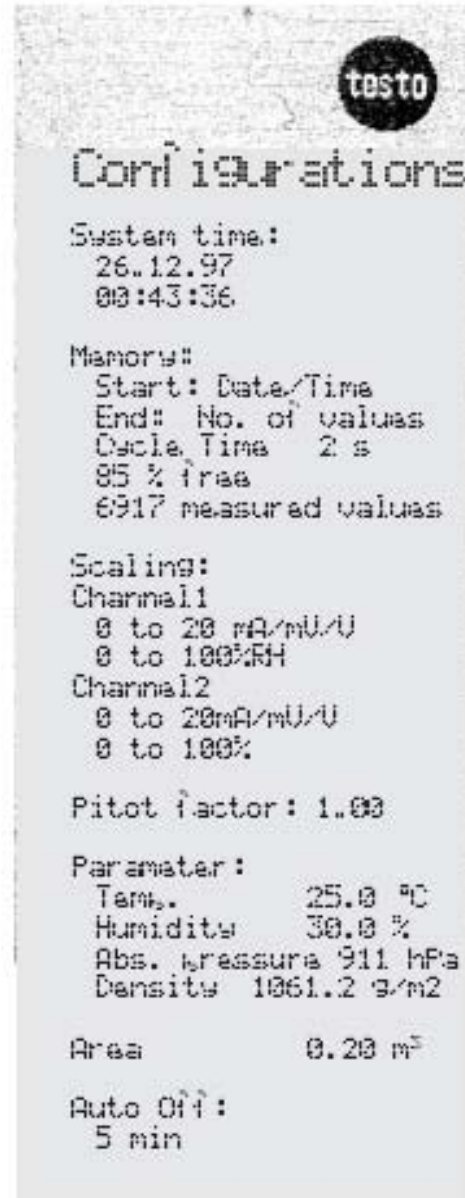 testo
Configurations
System time:
26.12.97
00:43:36
Memory:
Start: Date/Time
End: No. of values
Cycle Time 2 s
85 % free
6917 measured values
Scaling:
Channel1
0 to 20 mA/mV/V
0 to 100%RH
Channel2
0 to 20mA/mV/V
0 to 100%
Pitot factor: 1.00
Parameter:
Temp. 25.0 °C
Humidity 30.0 %
Abs. pressure 911 hPa
Density 1061.2 g/m2
Area 0.20 m³
Auto Off:
5 min